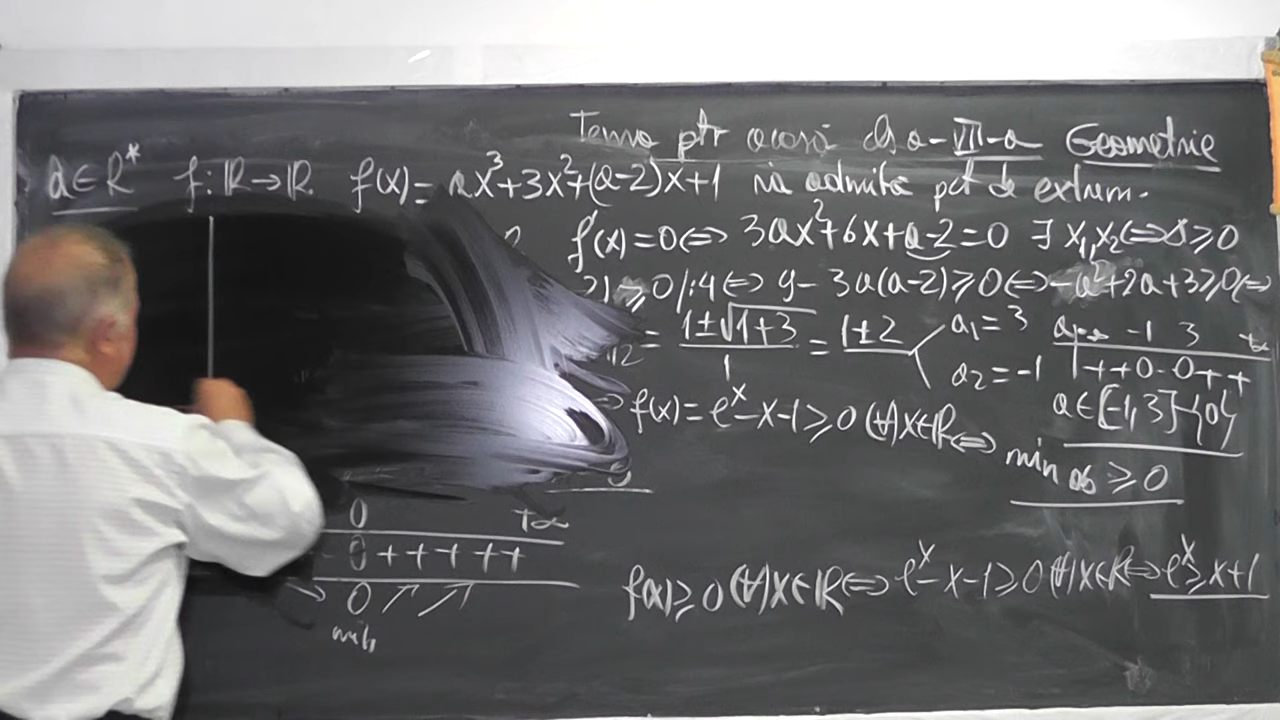 Tema ptr acasă cls a-VII-a Geometrie
a∈R* f:R→R f(x)=ax³+3x²+(a-2)x+1 să admită pct de extrem.
f'(x)=0⇔ 3ax²+6x+a-2=0 ∃ x₁,x₂⇔ δ≥0
2)≥0/:4⇔ 9-3a(a-2)≥0⇔ -a²+2a+3≥0⇔
12 = (1±√(1+3))/1 = 1±2 a₁=3 a₂=-1
a -∞ -1 3 +∞
++0-0++
a∈[-1,3]-{0}
⇒ f(x)=eˣ-x-1≥0 (∀)x∈R⇔ min abs ≥0
0 +∞
- 0 +++++
↘ 0 ↗ ↗
min
f(x)≥0 (∀)x∈R⇔ eˣ-x-1≥0 (∀)x∈R⇔ eˣ≥x+1